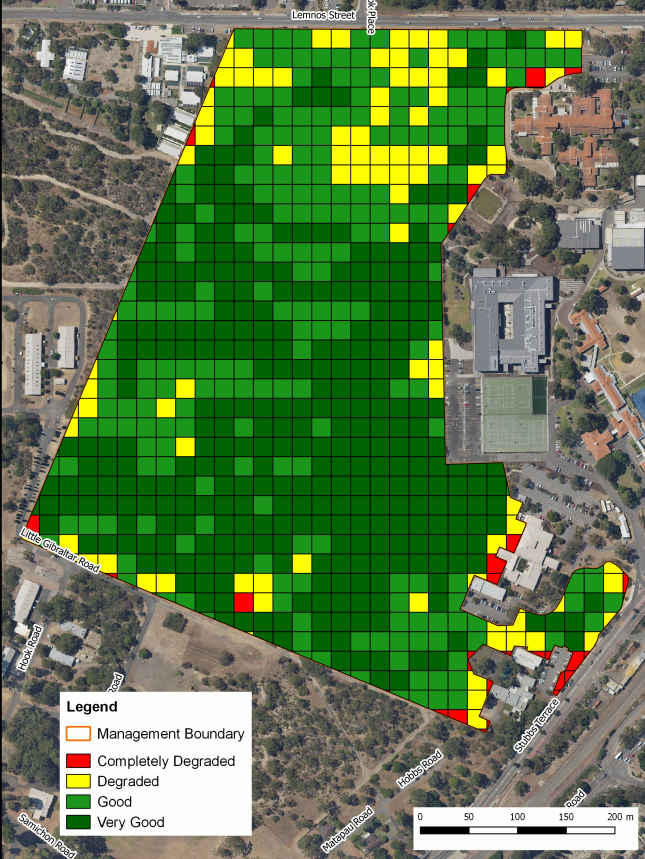 Lemnos Street
k Place
Little Gibraltar Road
Hook Road
Road
Legend
Management Boundary
Completely Degraded
Degraded
Good
Very Good
Samichon Road
Matapau Road
Hobbs Road
Stubbs Terrace
Road
0 50 100 150 200 m